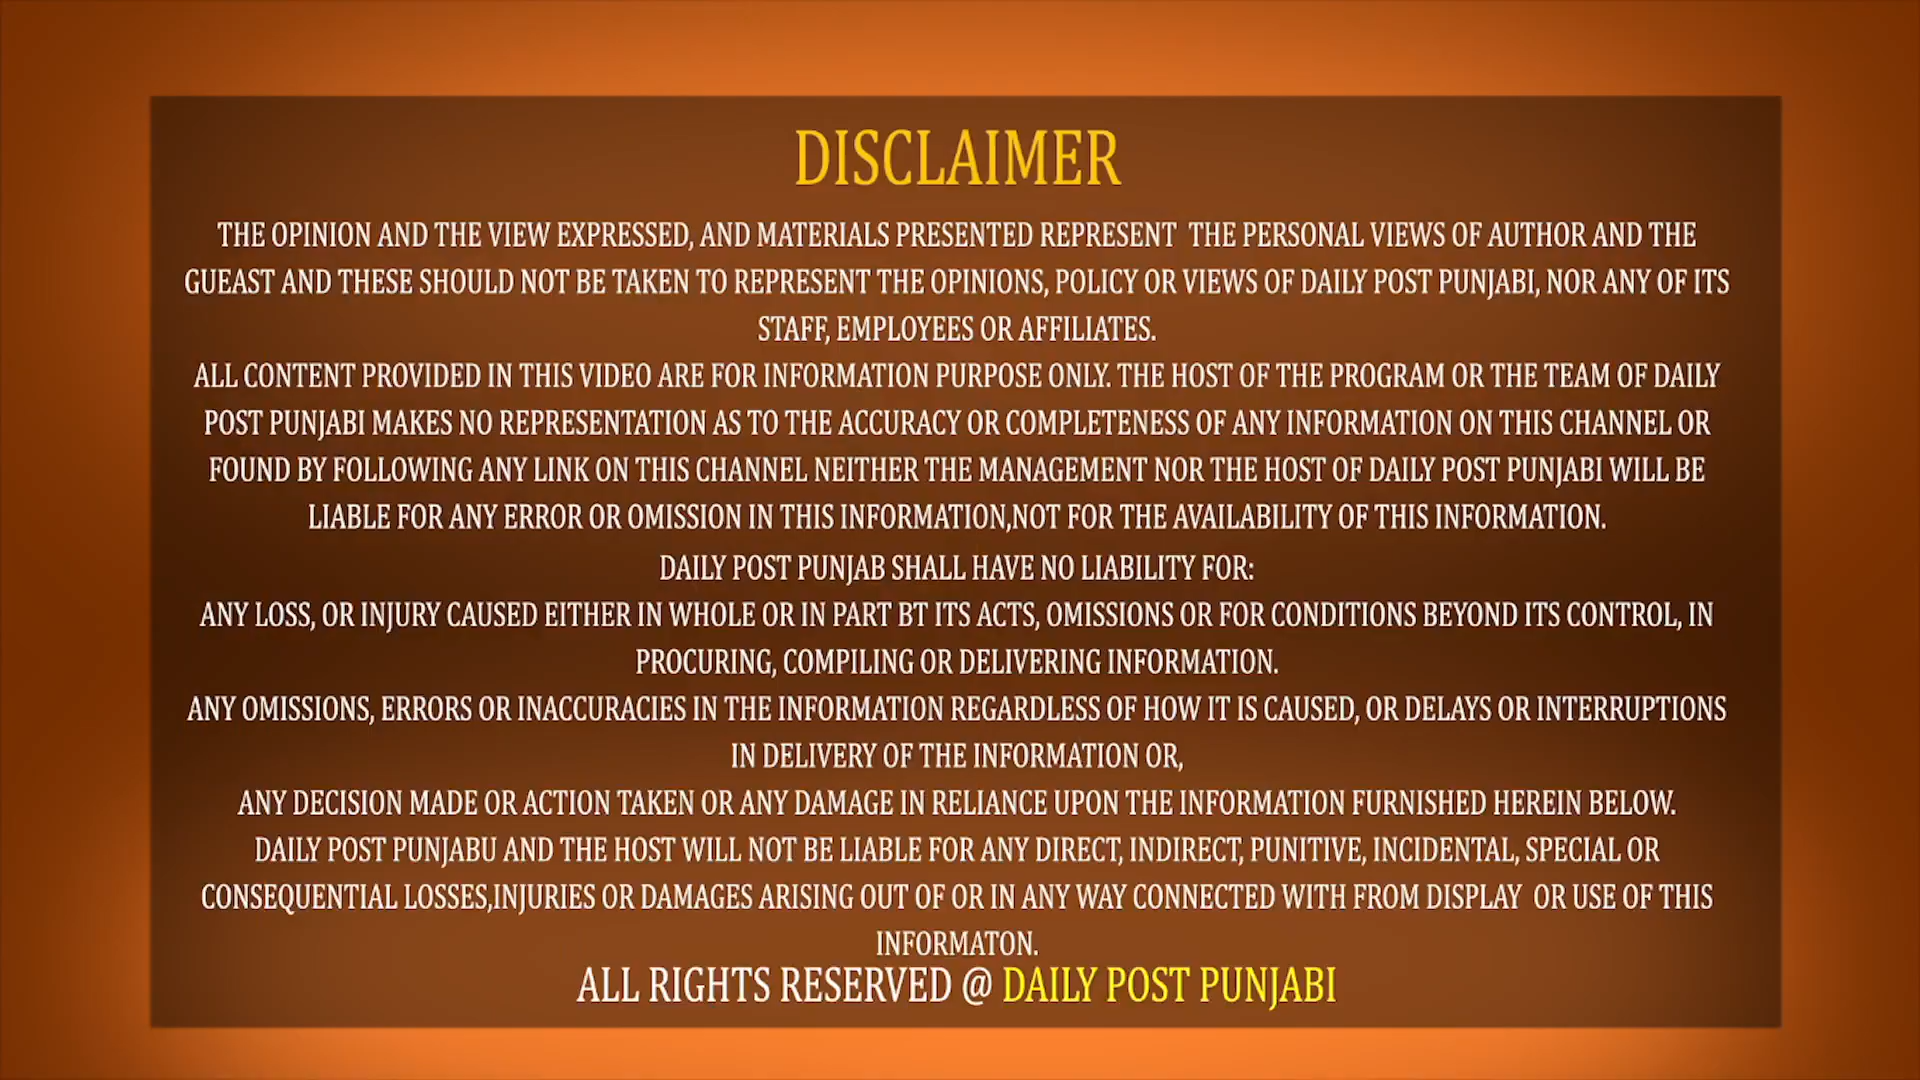 DISCLAIMER
THE OPINION AND THE VIEW EXPRESSED, AND MATERIALS PRESENTED REPRESENT THE PERSONAL VIEWS OF AUTHOR AND THE
GUEAST AND THESE SHOULD NOT BE TAKEN TO REPRESENT THE OPINIONS, POLICY OR VIEWS OF DAILY POST PUNJABI, NOR ANY OF ITS
STAFF, EMPLOYEES OR AFFILIATES.
ALL CONTENT PROVIDED IN THIS VIDEO ARE FOR INFORMATION PURPOSE ONLY. THE HOST OF THE PROGRAM OR THE TEAM OF DAILY
POST PUNJABI MAKES NO REPRESENTATION AS TO THE ACCURACY OR COMPLETENESS OF ANY INFORMATION ON THIS CHANNEL OR
FOUND BY FOLLOWING ANY LINK ON THIS CHANNEL NEITHER THE MANAGEMENT NOR THE HOST OF DAILY POST PUNJABI WILL BE
LIABLE FOR ANY ERROR OR OMISSION IN THIS INFORMATION,NOT FOR THE AVAILABILITY OF THIS INFORMATION.
DAILY POST PUNJAB SHALL HAVE NO LIABILITY FOR:
ANY LOSS, OR INJURY CAUSED EITHER IN WHOLE OR IN PART BT ITS ACTS, OMISSIONS OR FOR CONDITIONS BEYOND ITS CONTROL, IN
PROCURING, COMPILING OR DELIVERING INFORMATION.
ANY OMISSIONS, ERRORS OR INACCURACIES IN THE INFORMATION REGARDLESS OF HOW IT IS CAUSED, OR DELAYS OR INTERRUPTIONS
IN DELIVERY OF THE INFORMATION OR,
ANY DECISION MADE OR ACTION TAKEN OR ANY DAMAGE IN RELIANCE UPON THE INFORMATION FURNISHED HEREIN BELOW.
DAILY POST PUNJABU AND THE HOST WILL NOT BE LIABLE FOR ANY DIRECT, INDIRECT, PUNITIVE, INCIDENTAL, SPECIAL OR
CONSEQUENTIAL LOSSES,INJURIES OR DAMAGES ARISING OUT OF OR IN ANY WAY CONNECTED WITH FROM DISPLAY OR USE OF THIS
INFORMATON.
ALL RIGHTS RESERVED @ DAILY POST PUNJABI